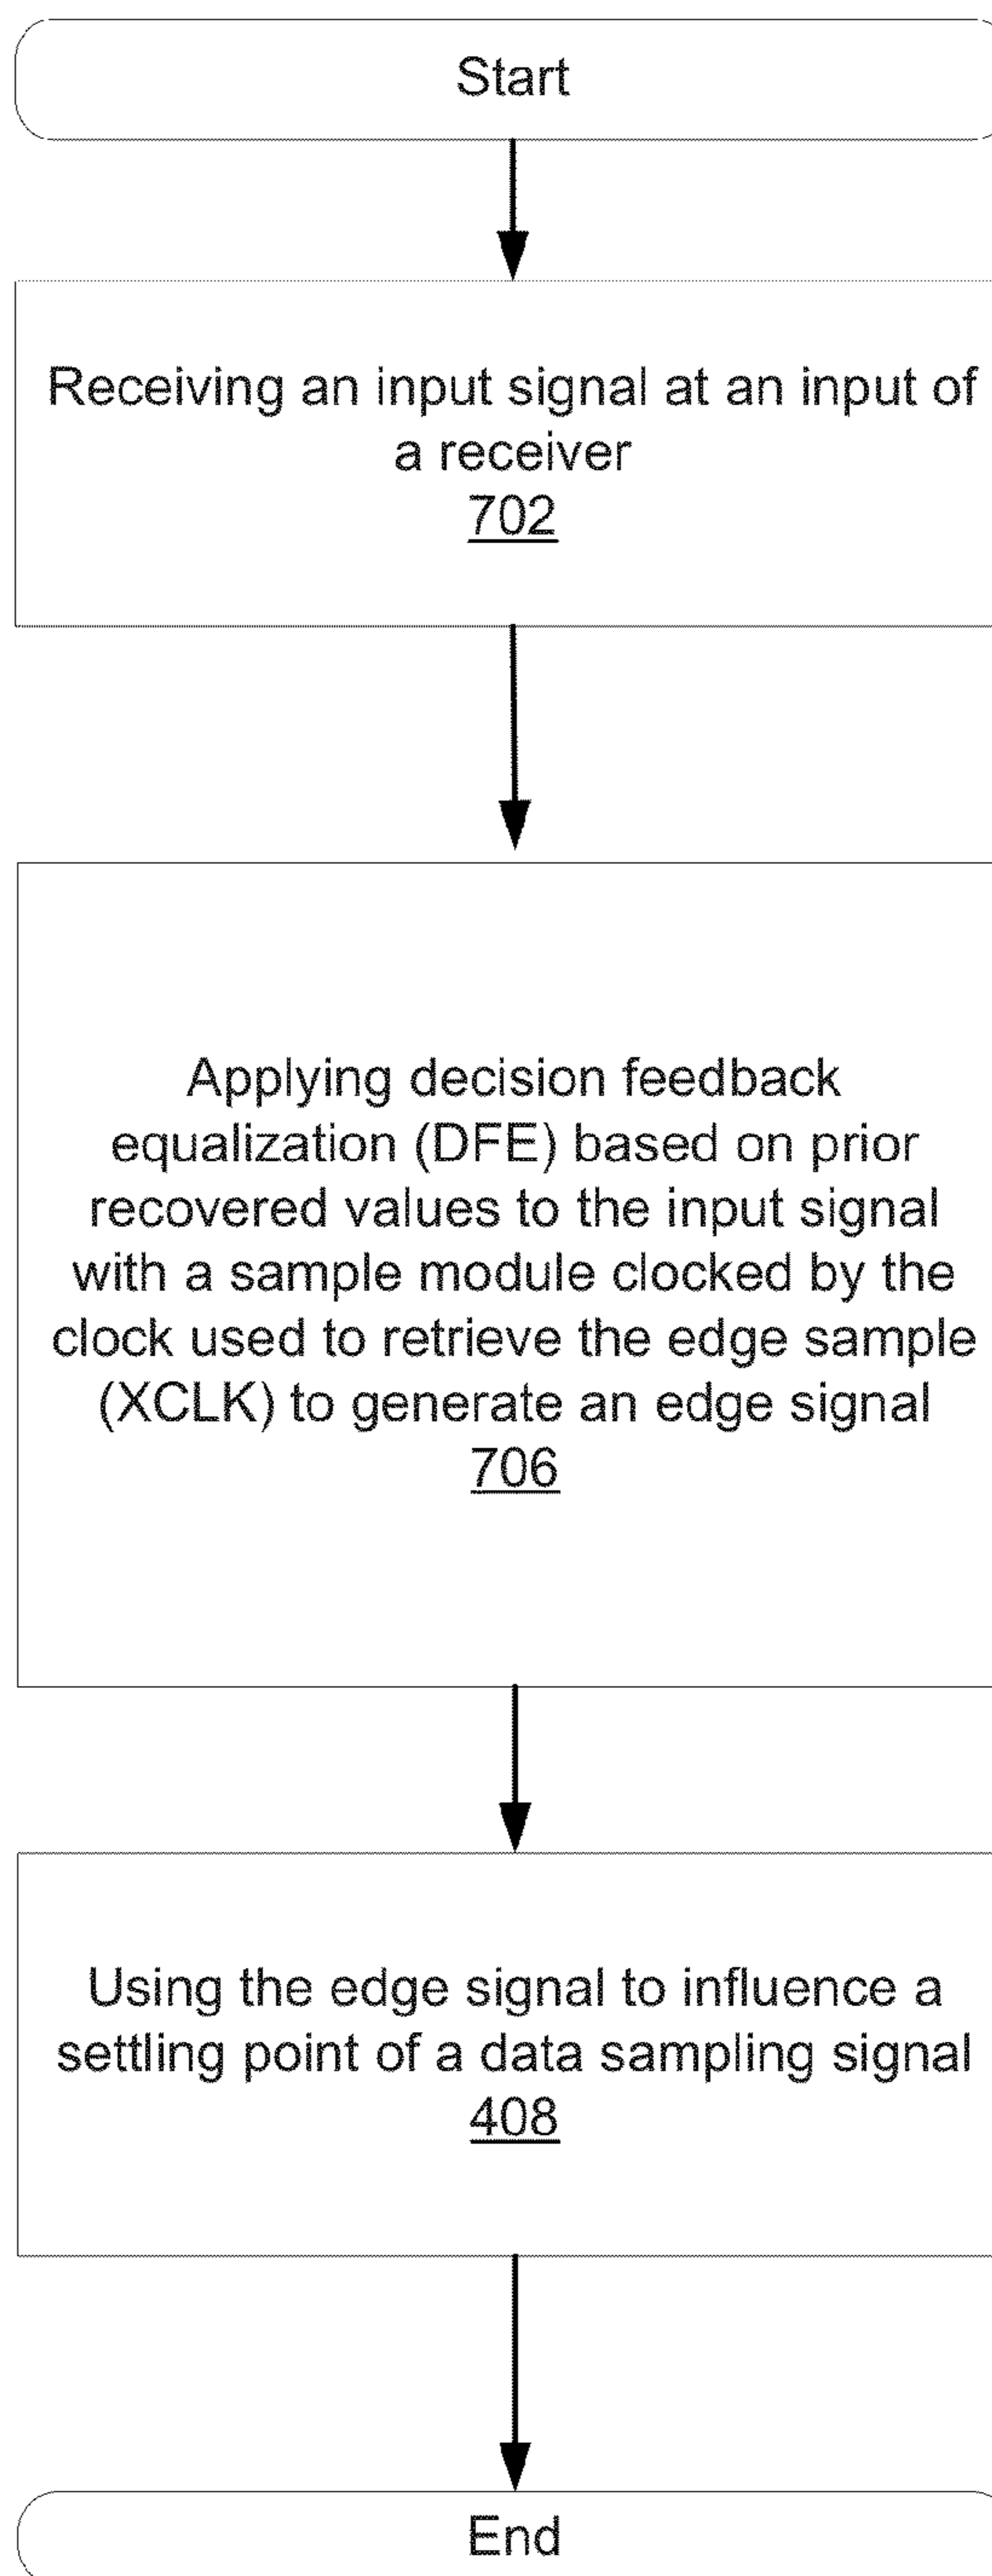 Start
Receiving an input signal at an input of
a receiver
702
Applying decision feedback
equalization (DFE) based on prior
recovered values to the input signal
with a sample module clocked by the
clock used to retrieve the edge sample
(XCLK) to generate an edge signal
706
Using the edge signal to influence a
settling point of a data sampling signal
408
End